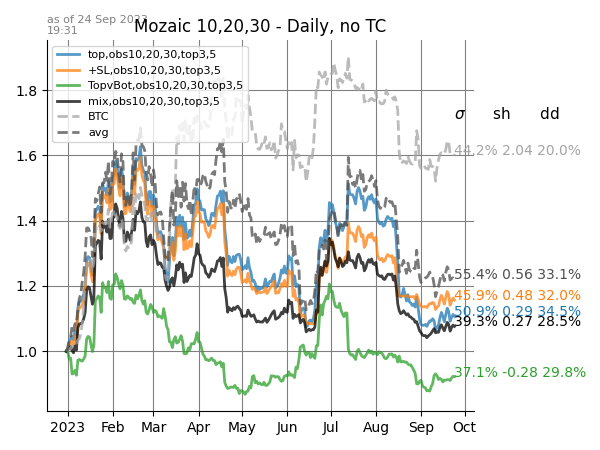 as of 24 Sep 2023
19:31
Mozaic 10,20,30 - Daily, no TC
top,obs10,20,30,top3,5
+SL,obs10,20,30,top3,5
TopvBot,obs10,20,30,top3,5
mix,obs10,20,30,top3,5
BTC
avg
σ sh dd
44.2% 2.04 20.0%
55.4% 0.56 33.1%
45.9% 0.48 32.0%
50.9% 0.29 34.5%
39.3% 0.27 28.5%
37.1% -0.28 29.8%
1.8
1.6
1.4
1.2
1.0
2023 Feb Mar Apr May Jun Jul Aug Sep Oct